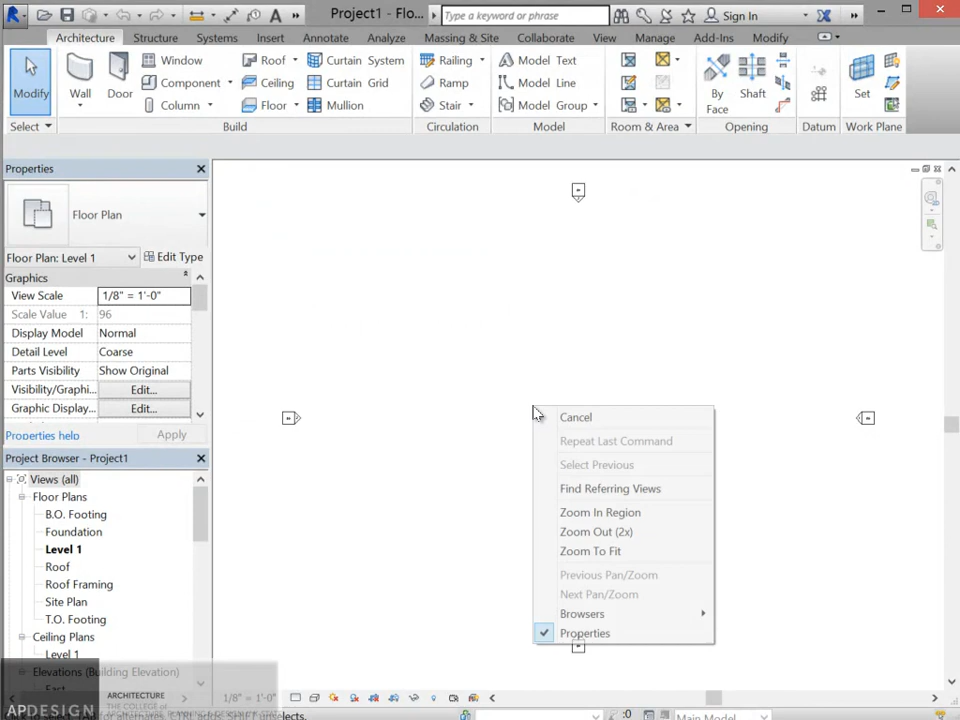 Project1 - Flo...
Type a keyword or phrase
Sign In
Architecture Structure Systems Insert Annotate Analyze Massing & Site Collaborate View Manage Add-Ins Modify
Modify
Wall
Door
Window
Component
Column
Roof
Ceiling
Floor
Curtain System
Curtain Grid
Mullion
Railing
Ramp
Stair
Model Text
Model Line
Model Group
By
Face
Shaft
Set
Select
Build
Circulation
Model
Room & Area
Opening
Datum
Work Plane
Properties
Floor Plan
Floor Plan: Level 1
Edit Type
Graphics
View Scale 1/8" = 1'-0"
Scale Value 1: 96
Display Model Normal
Detail Level Coarse
Parts Visibility Show Original
Visibility/Graphi... Edit...
Graphic Display... Edit...
Properties help
Apply
Project Browser - Project1
Views (all)
Floor Plans
B.O. Footing
Foundation
Level 1
Roof
Roof Framing
Site Plan
T.O. Footing
Ceiling Plans
Level 1
Elevations (Building Elevation)
East
Cancel
Repeat Last Command
Select Previous
Find Referring Views
Zoom In Region
Zoom Out (2x)
Zoom To Fit
Previous Pan/Zoom
Next Pan/Zoom
Browsers
Properties
1/8" = 1'-0"
APDESIGN
ARCHITECTURE
THE COLLEGE OF
:0
Main Model